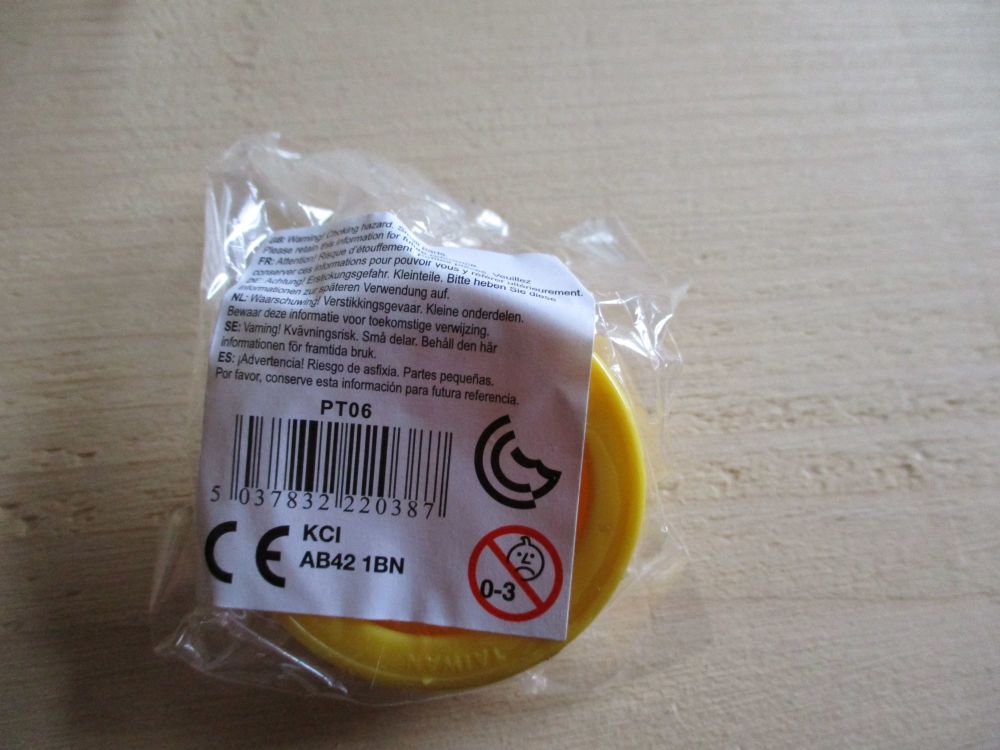 GB: Warning! Choking hazard. Small parts.
Please retain this information for
FR: Attention! Risque d'étouffement Veuillez
conserver ces informations pour pouvoir vous y référer ultérieurement.
DE: Achtung! Erstickungsgefahr. Kleinteile. Bitte heben Sie diese
Informationen zur späteren Verwendung auf.
NL: Waarschuwing! Verstikkingsgevaar. Kleine onderdelen.
Bewaar deze informatie voor toekomstige verwijzing.
SE: Varning! Kvävningsrisk. Små delar. Behåll den här
informationen för framtida bruk.
ES: ¡Advertencia! Riesgo de asfixia. Partes pequeñas.
Por favor, conserve esta información para futura referencia.
PT06
5 037832 220387
CE
KCI
AB42 1BN
0-3
TAIWAN